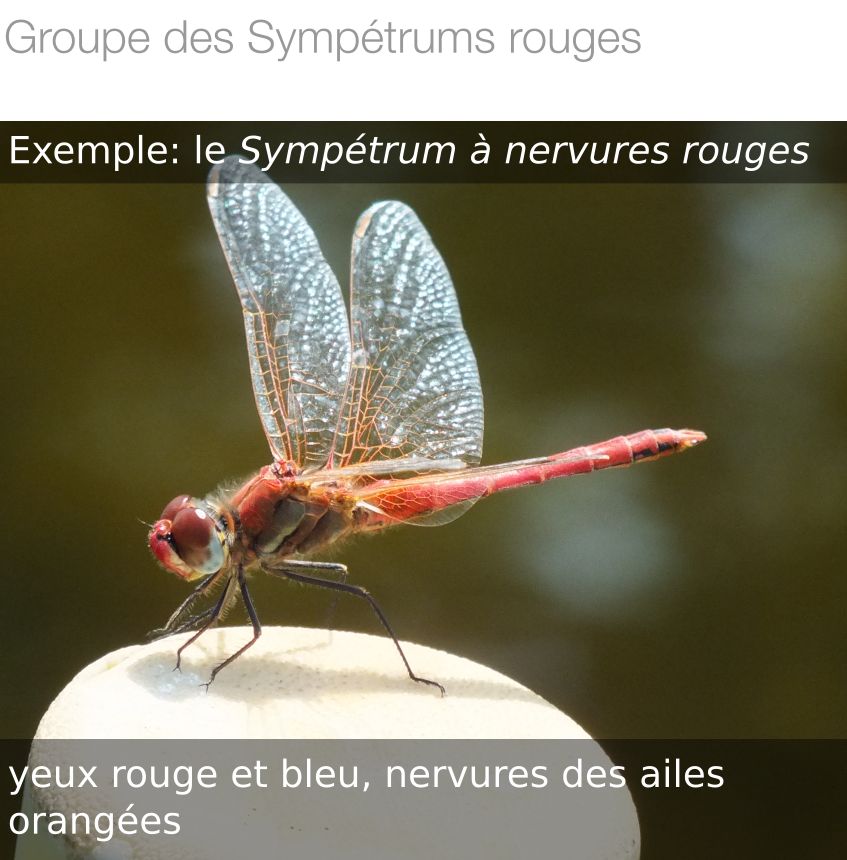 Groupe des Sympétrums rouges
Exemple: le Sympétrum à nervures rouges
yeux rouge et bleu, nervures des ailes
orangées